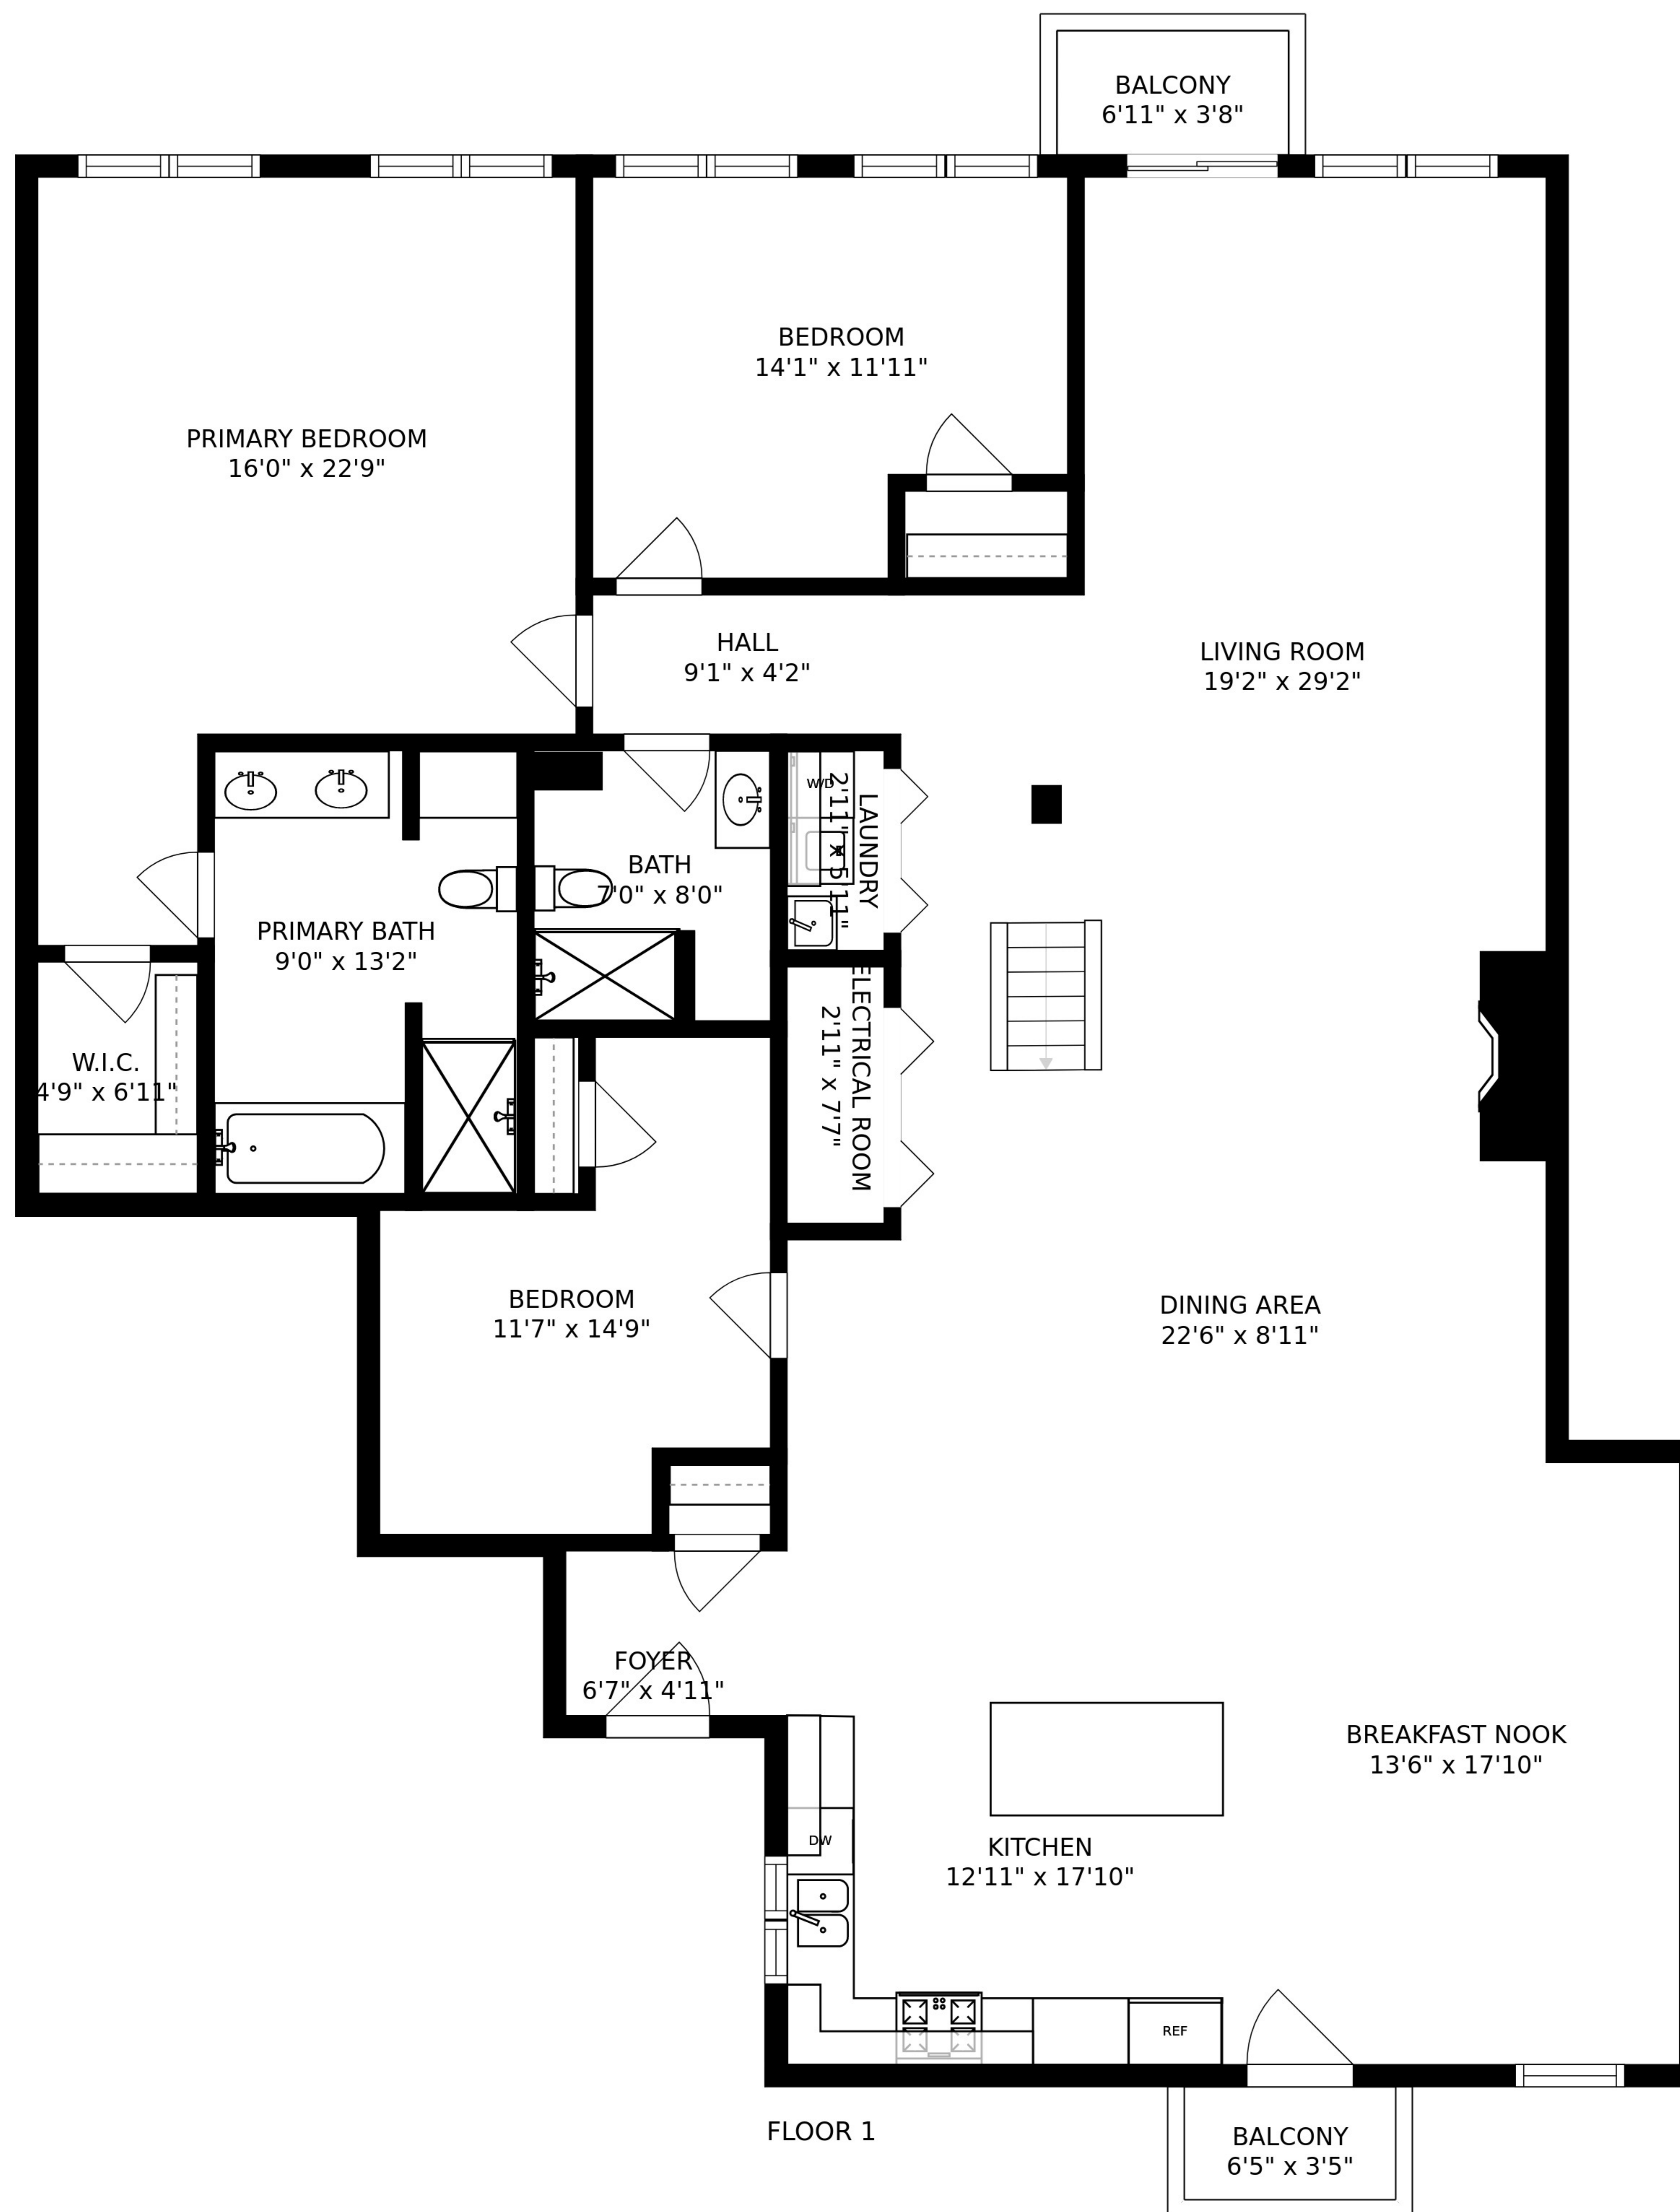 BALCONY
6'11" x 3'8"
BEDROOM
14'1" x 11'11"
PRIMARY BEDROOM
16'0" x 22'9"
HALL
9'1" x 4'2"
LIVING ROOM
19'2" x 29'2"
W/D
LAUNDRY
2'11" x 5'11"
BATH
7'0" x 8'0"
PRIMARY BATH
9'0" x 13'2"
W.I.C.
4'9" x 6'11"
ELECTRICAL ROOM
2'11" x 7'7"
BEDROOM
11'7" x 14'9"
DINING AREA
22'6" x 8'11"
FOYER
6'7" x 4'11"
BREAKFAST NOOK
13'6" x 17'10"
DW
KITCHEN
12'11" x 17'10"
REF
FLOOR 1
BALCONY
6'5" x 3'5"